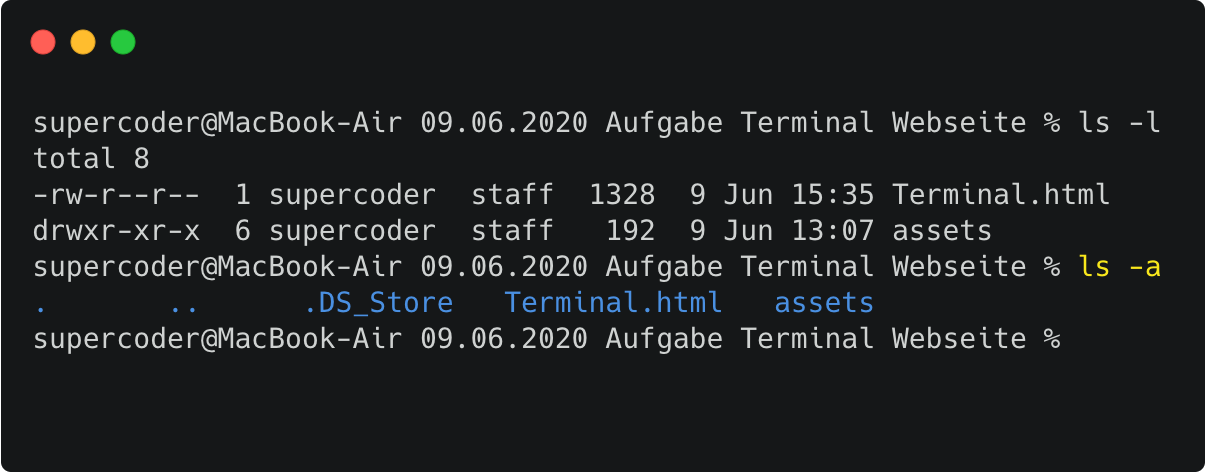 supercoder@MacBook-Air 09.06.2020 Aufgabe Terminal Webseite % ls -l
total 8
-rw-r--r--  1 supercoder  staff  1328  9 Jun 15:35 Terminal.html
drwxr-xr-x  6 supercoder  staff   192  9 Jun 13:07 assets
supercoder@MacBook-Air 09.06.2020 Aufgabe Terminal Webseite % ls -a
.       ..      .DS_Store   Terminal.html   assets
supercoder@MacBook-Air 09.06.2020 Aufgabe Terminal Webseite %